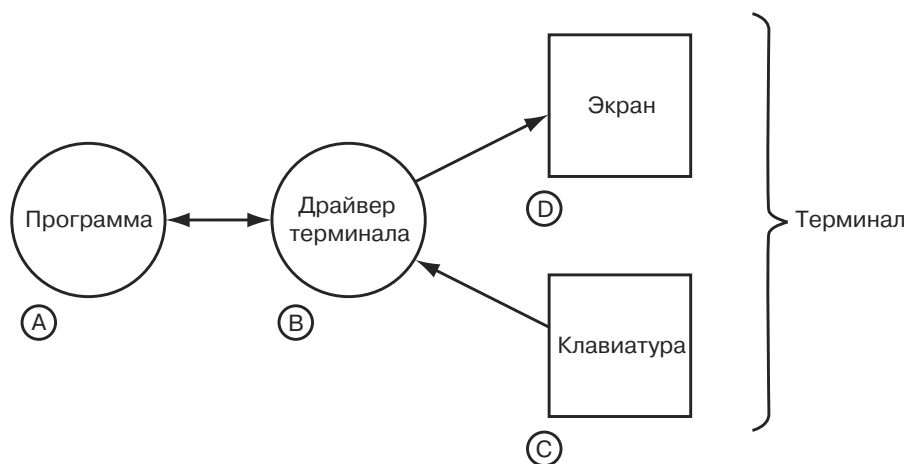 Экран
Программа
Драйвер
терминала
D
Терминал
A
B
Клавиатура
C